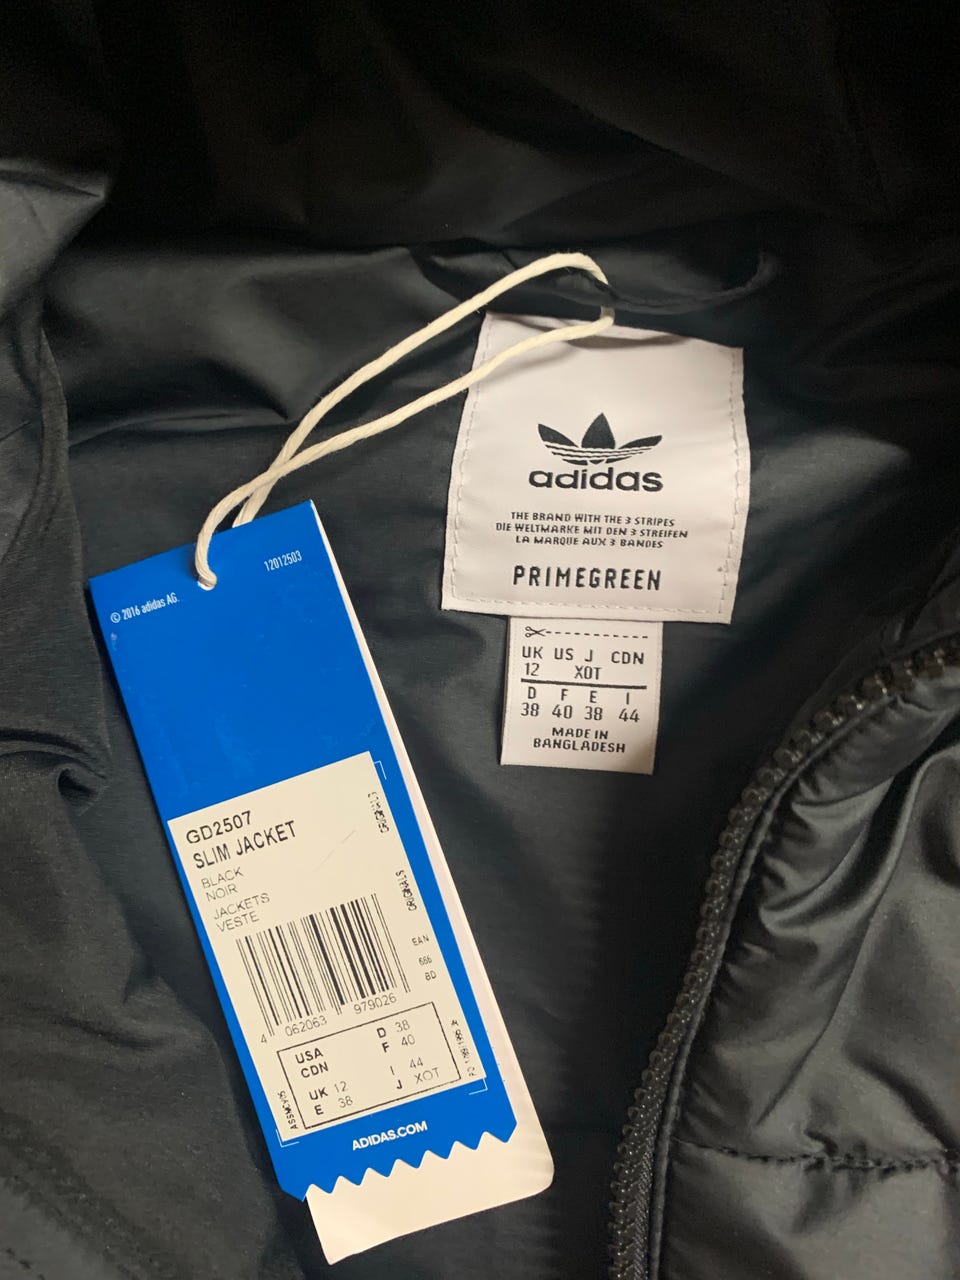 adidas
THE BRAND WITH THE 3 STRIPES
DIE WELTMARKE MIT DEN 3 STREIFEN
LA MARQUE AUX 3 BANDES
PRIMEGREEN
UK US J CDN
12 XOT
D F E I
38 40 38 44
MADE IN
BANGLADESH
12012503
© 2016 adidas AG.
GD2507
SLIM JACKET
BLACK
NOIR
JACKETS
VESTE
ORIGINALS
ORIGINALS
EAN
666
BD
4 062063 979026
USA
CDN
UK 12
E 38
D 38
F 40
I 44
J XOT
ADIDAS.COM